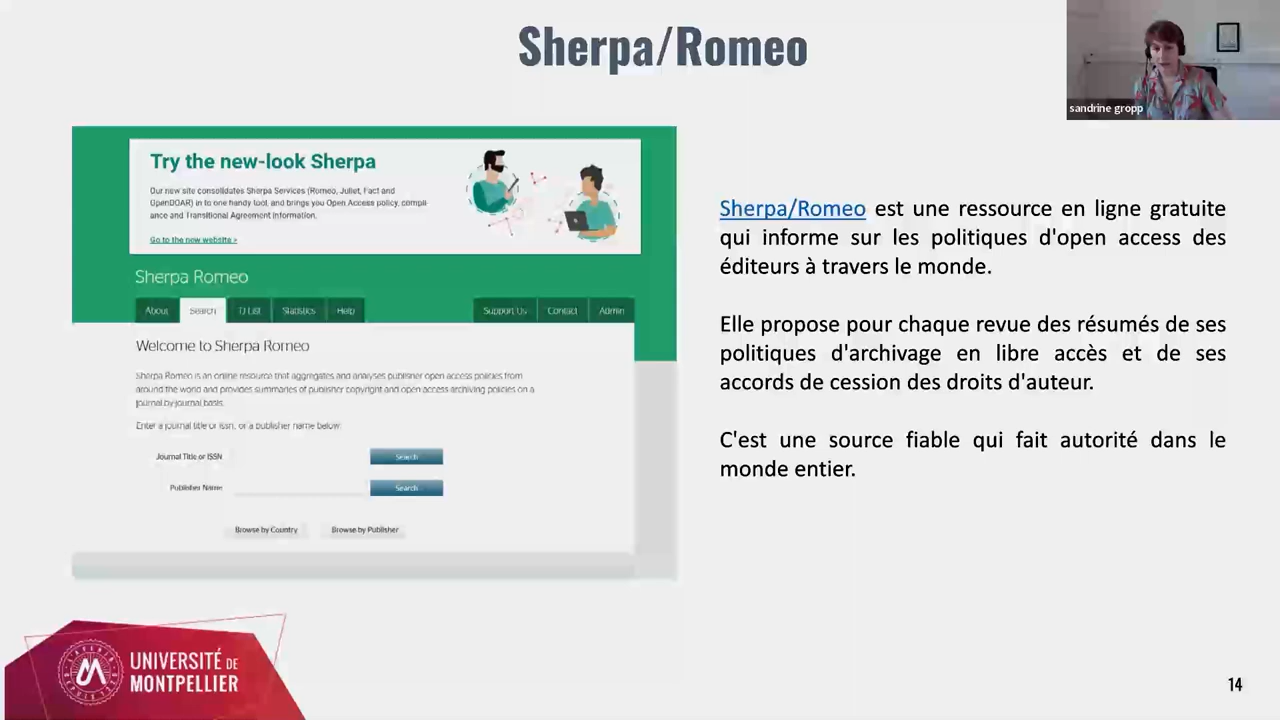 Sherpa/Romeo
sandrine gropp
Try the new-look Sherpa
Our new site consolidates Sherpa Services (Romeo, Juliet, Fact and
OpenDOAR) in to one handy tool, and brings you Open Access policy, compli
ance and Transitional Agreement information.
Go to the new website >
Sherpa Romeo
About Search TJ List Statistics Help Support Us Contact Admin
Welcome to Sherpa Romeo
Sherpa Romeo is an online resource that aggregates and analyses publisher open access policies from
around the world and provides summaries of publisher copyright and open access archiving policies on a
journal-by-journal basis.
Enter a journal title or issn, or a publisher name below:
Journal Title or ISSN Search
Publisher Name Search
Browse by Country Browse by Publisher
Sherpa/Romeo est une ressource en ligne gratuite
qui informe sur les politiques d'open access des
éditeurs à travers le monde.
Elle propose pour chaque revue des résumés de ses
politiques d'archivage en libre accès et de ses
accords de cession des droits d'auteur.
C'est une source fiable qui fait autorité dans le
monde entier.
UNIVERSITÉ DE
MONTPELLIER
14